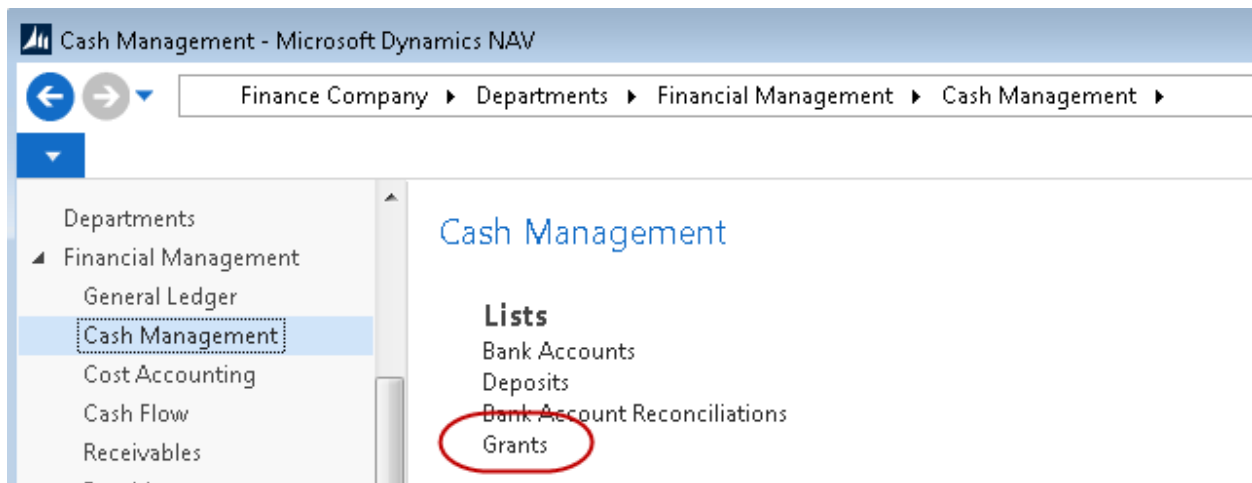 Cash Management - Microsoft Dynamics NAV
Finance Company ▸ Departments ▸ Financial Management ▸ Cash Management ▸
Departments
Financial Management
General Ledger
Cash Management
Cost Accounting
Cash Flow
Receivables
Cash Management
Lists
Bank Accounts
Deposits
Bank Account Reconciliations
Grants